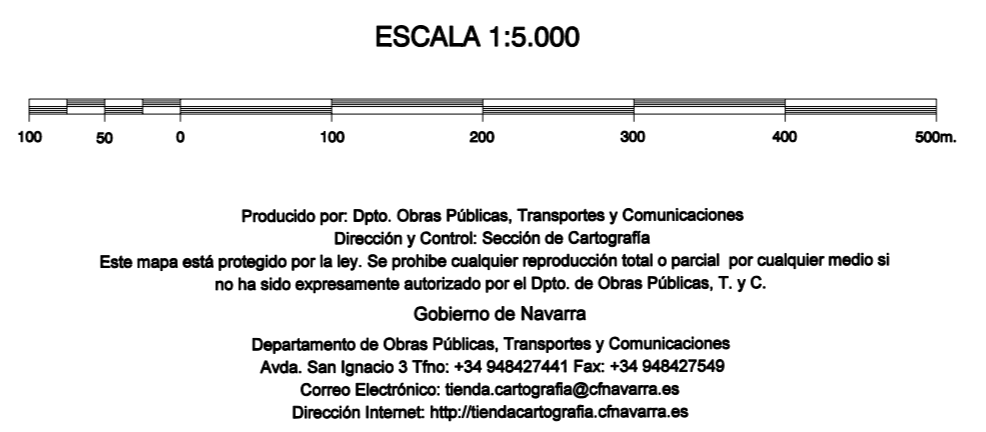 ESCALA 1:5.000
100 50 0 100 200 300 400 500m.
Producido por: Dpto. Obras Públicas, Transportes y Comunicaciones
Dirección y Control: Sección de Cartografía
Este mapa está protegido por la ley. Se prohibe cualquier reproducción total o parcial por cualquier medio si
no ha sido expresamente autorizado por el Dpto. de Obras Públicas, T. y C.
Gobierno de Navarra
Departamento de Obras Públicas, Transportes y Comunicaciones
Avda. San Ignacio 3 Tfno: +34 948427441 Fax: +34 948427549
Correo Electrónico: tienda.cartografia@cfnavarra.es
Dirección Internet: http://tiendacartografia.cfnavarra.es